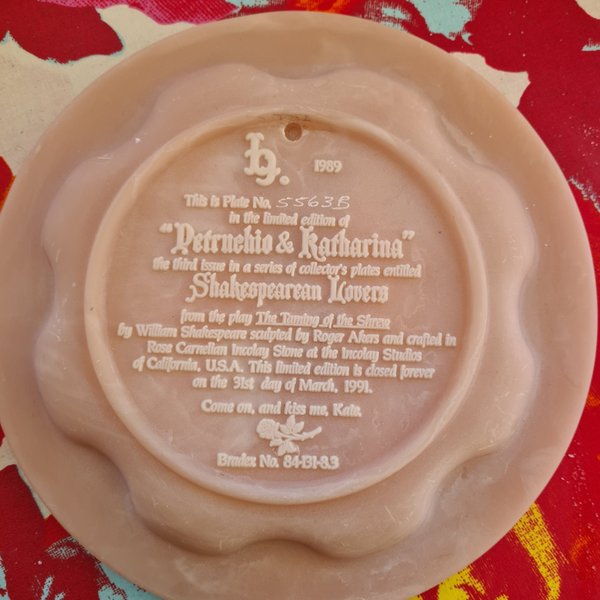 1989
This is Plate No. 5563B
in the limited edition of
"Petruchio & Katharina"
the third issue in a series of collector's plates entitled
Shakespearean Lovers
from the play The Taming of the Shrew
by William Shakespeare sculpted by Roger Akers and crafted in
Rose Carnelian incolay Stone at the incolay Studios
of California, U.S.A. This limited edition is closed forever
on the 31st day of March, 1991.
Come on, and kiss me, Kate.
Bradex No. 84-131-8.3